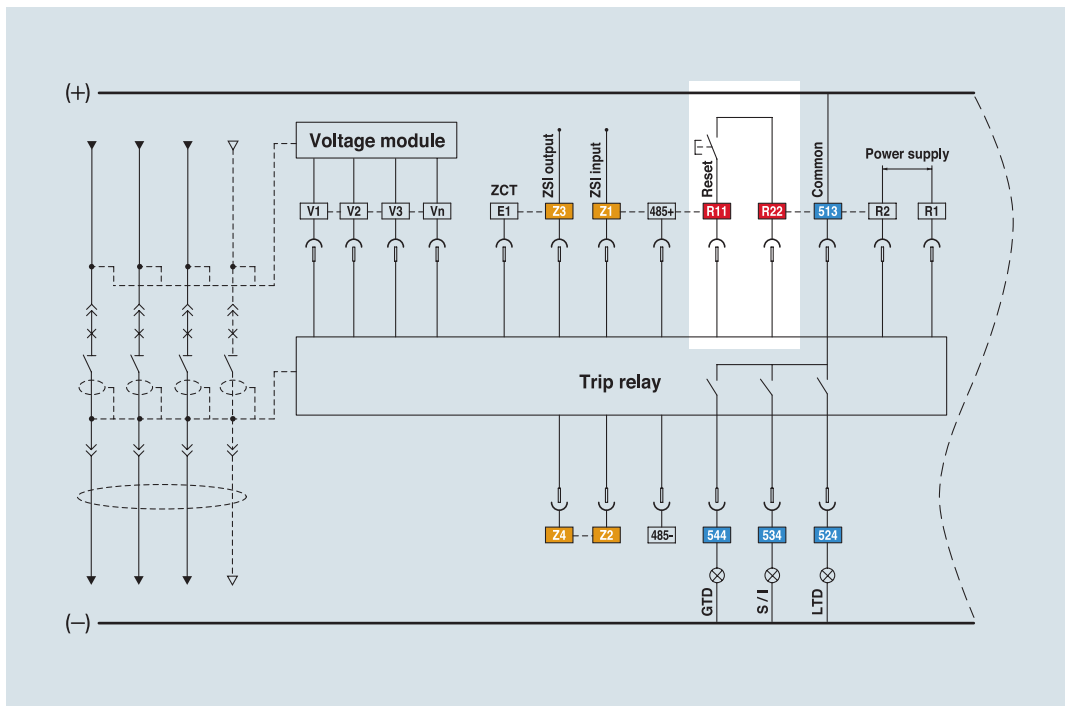 (+)
Voltage module
ZCT
ZSI output
ZSI input
Reset
Common
Power supply
V1 V2 V3 Vn E1 Z3 Z1 485+ R11 R22 513 R2 R1
Trip relay
Z4 Z2 485- 544 534 524
GTD
S / I
LTD
(−)